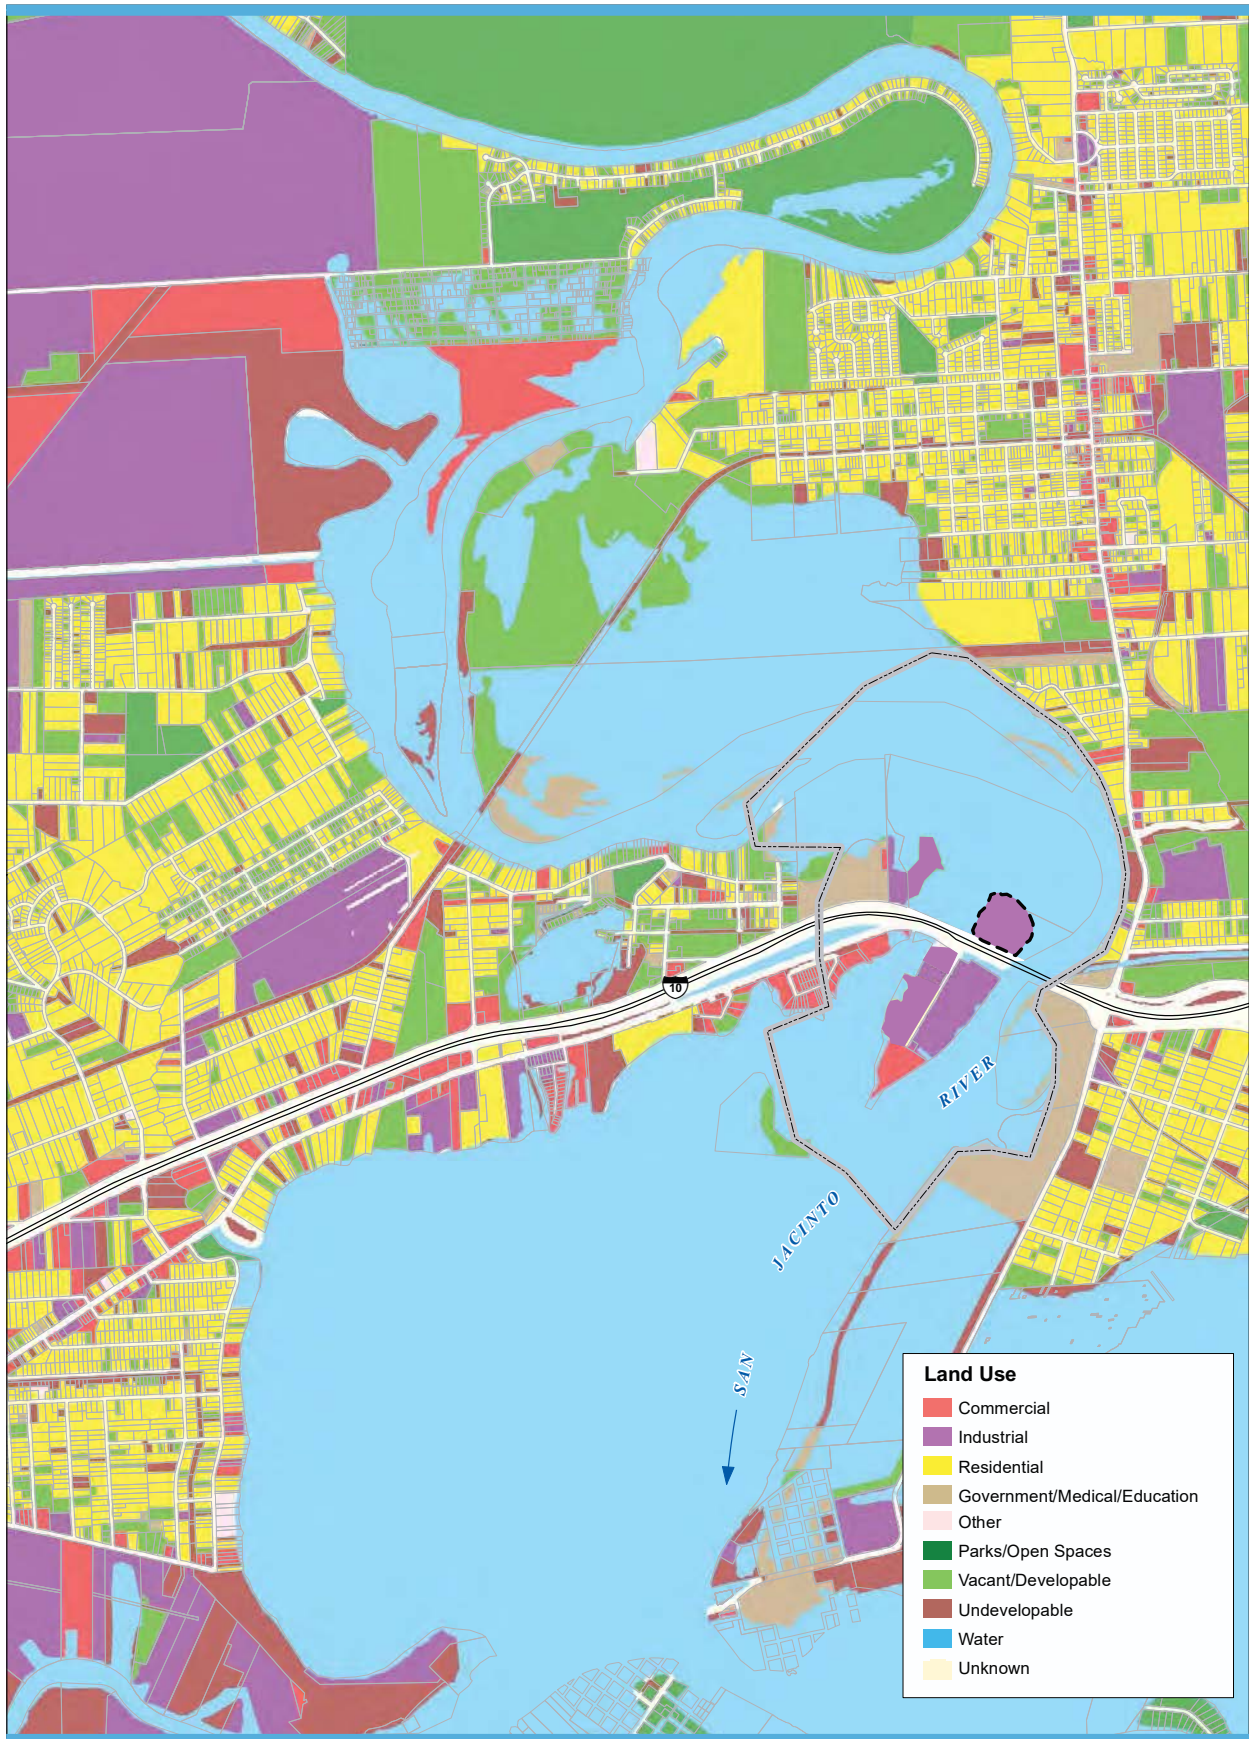 10
RIVER
JACINTO
SAN
Land Use
Commercial
Industrial
Residential
Government/Medical/Education
Other
Parks/Open Spaces
Vacant/Developable
Undevelopable
Water
Unknown